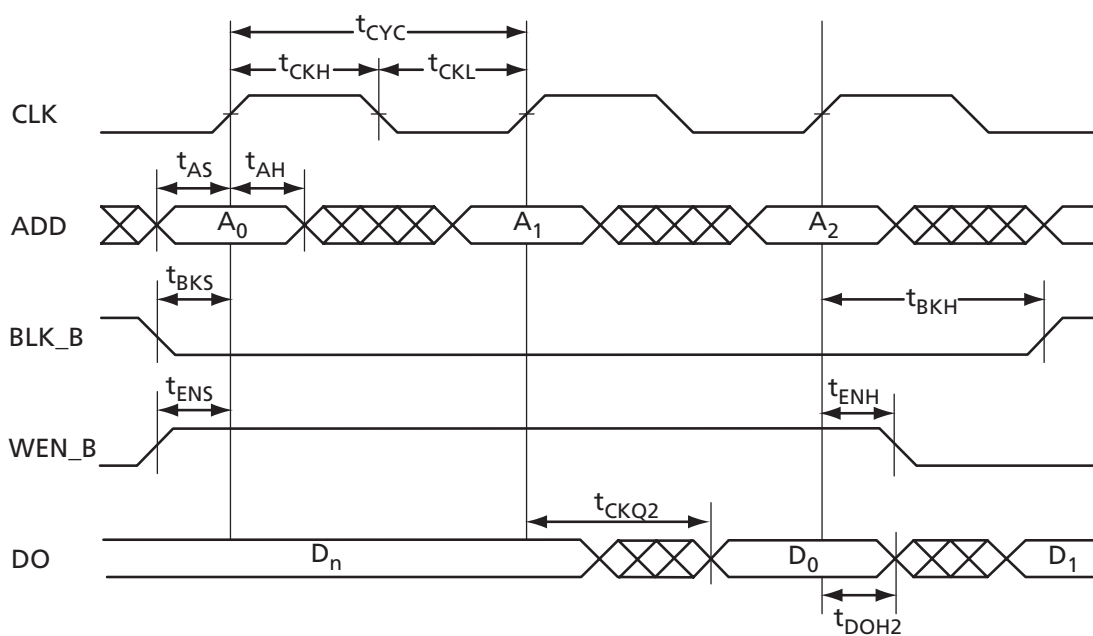 tCYC
tCKH tCKL
CLK
tAS tAH
ADD A0 A1 A2
tBKS tBKH
BLK_B
tENS tENH
WEN_B
tCKQ2
DO Dn D0 D1
tDOH2